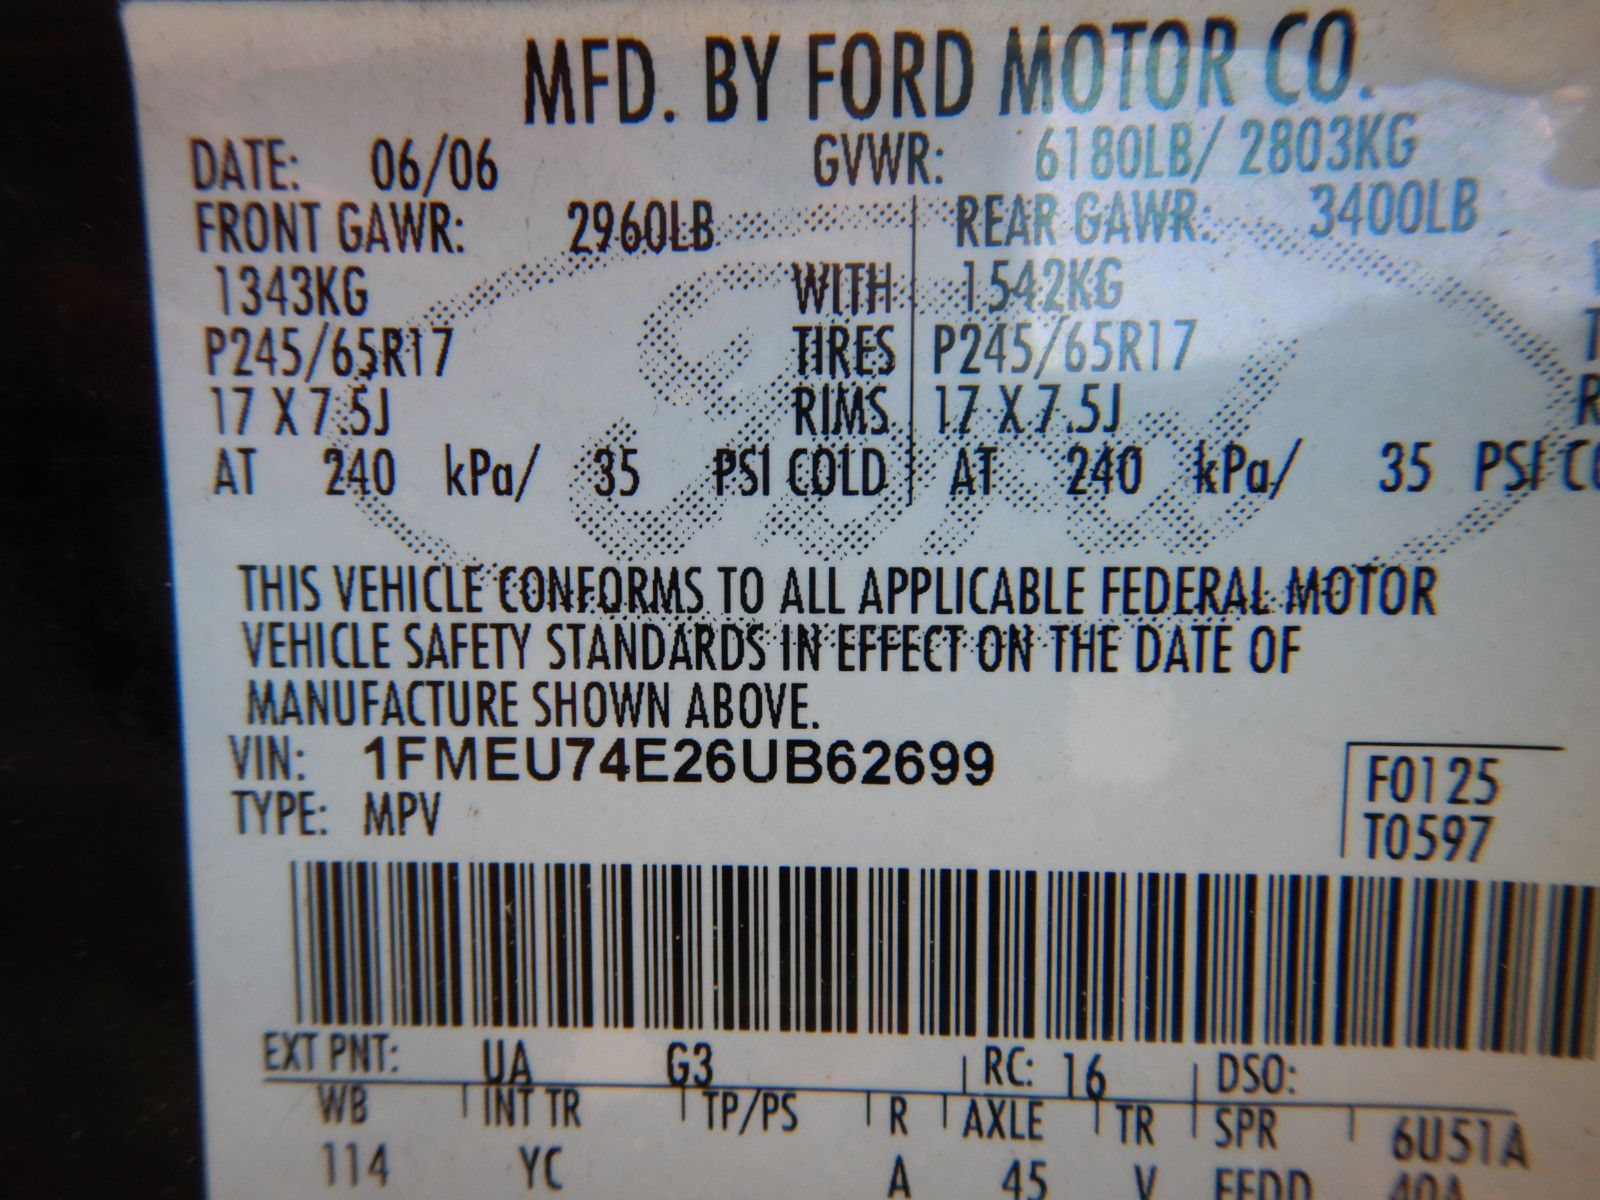 MFD. BY FORD MOTOR CO.
DATE: 06/06 GVWR: 6180LB/ 2803KG
FRONT GAWR: 2960LB REAR GAWR: 3400LB
1343KG WITH 1542KG
P245/65R17 TIRES P245/65R17
17 X 7.5J RIMS 17 X 7.5J
AT 240 kPa/ 35 PSI COLD AT 240 kPa/ 35 PSI
THIS VEHICLE CONFORMS TO ALL APPLICABLE FEDERAL MOTOR
VEHICLE SAFETY STANDARDS IN EFFECT ON THE DATE OF
MANUFACTURE SHOWN ABOVE.
VIN: 1FMEU74E26UB62699
F0125
TYPE: MPV T0597
EXT PNT: UA G3 RC: 16 DSO:
WB INT TR TP/PS R AXLE TR SPR 6U51A
114 YC A 45 V